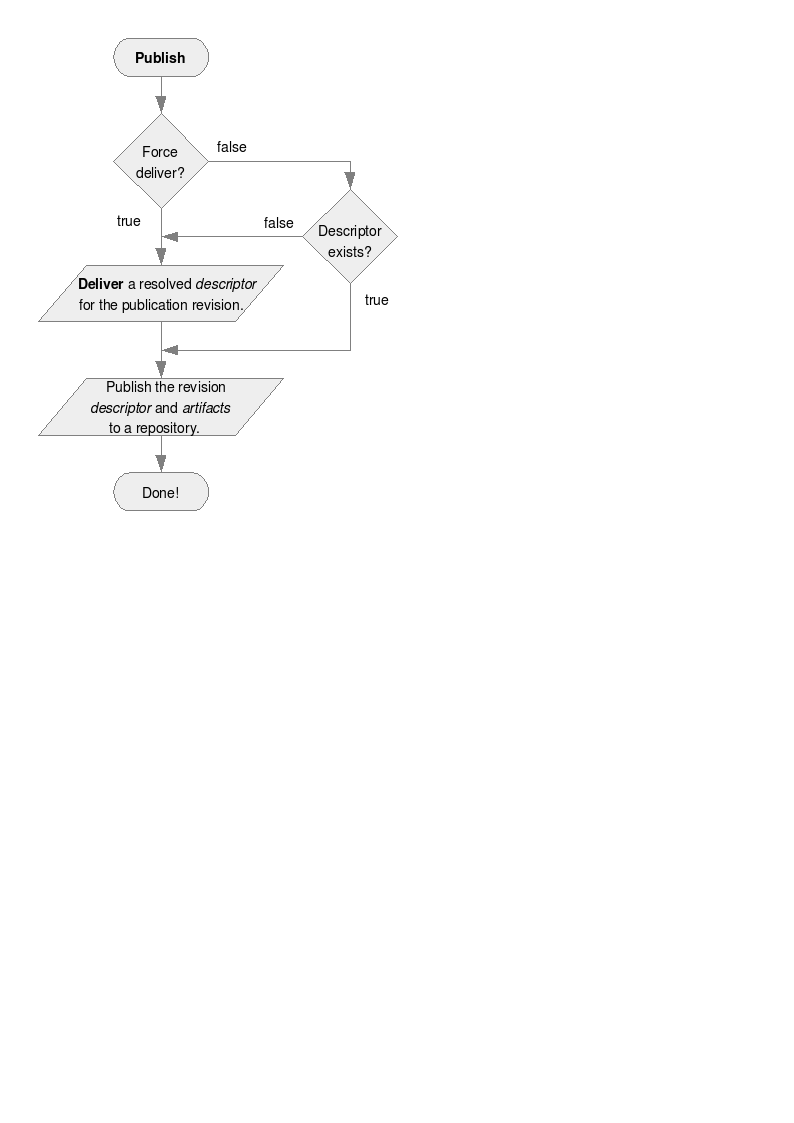 Publish
Force
deliver?
false
true
false
Descriptor
exists?
Deliver a resolved descriptor
for the publication revision.
true
Publish the revision
descriptor and artifacts
to a repository.
Done!